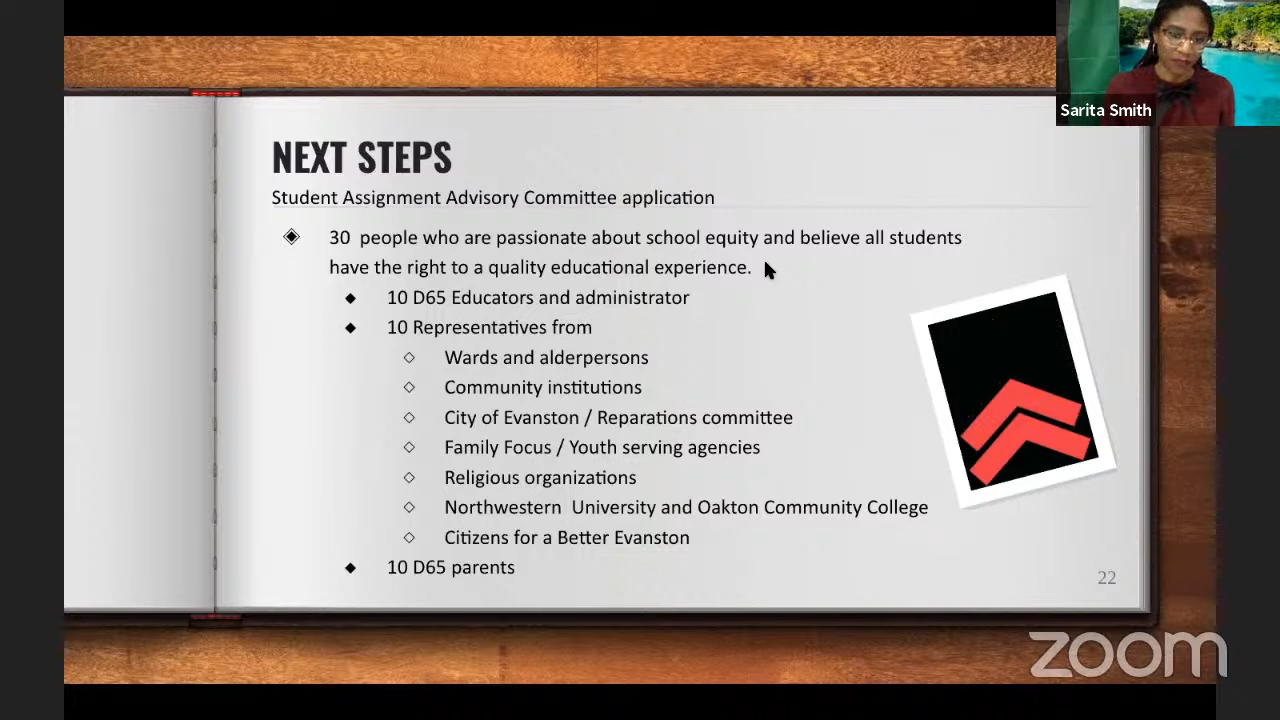 Sarita Smith
NEXT STEPS
Student Assignment Advisory Committee application
30 people who are passionate about school equity and believe all students
have the right to a quality educational experience.
10 D65 Educators and administrator
10 Representatives from
Wards and alderpersons
Community institutions
City of Evanston / Reparations committee
Family Focus / Youth serving agencies
Religious organizations
Northwestern University and Oakton Community College
Citizens for a Better Evanston
10 D65 parents
22
zoom